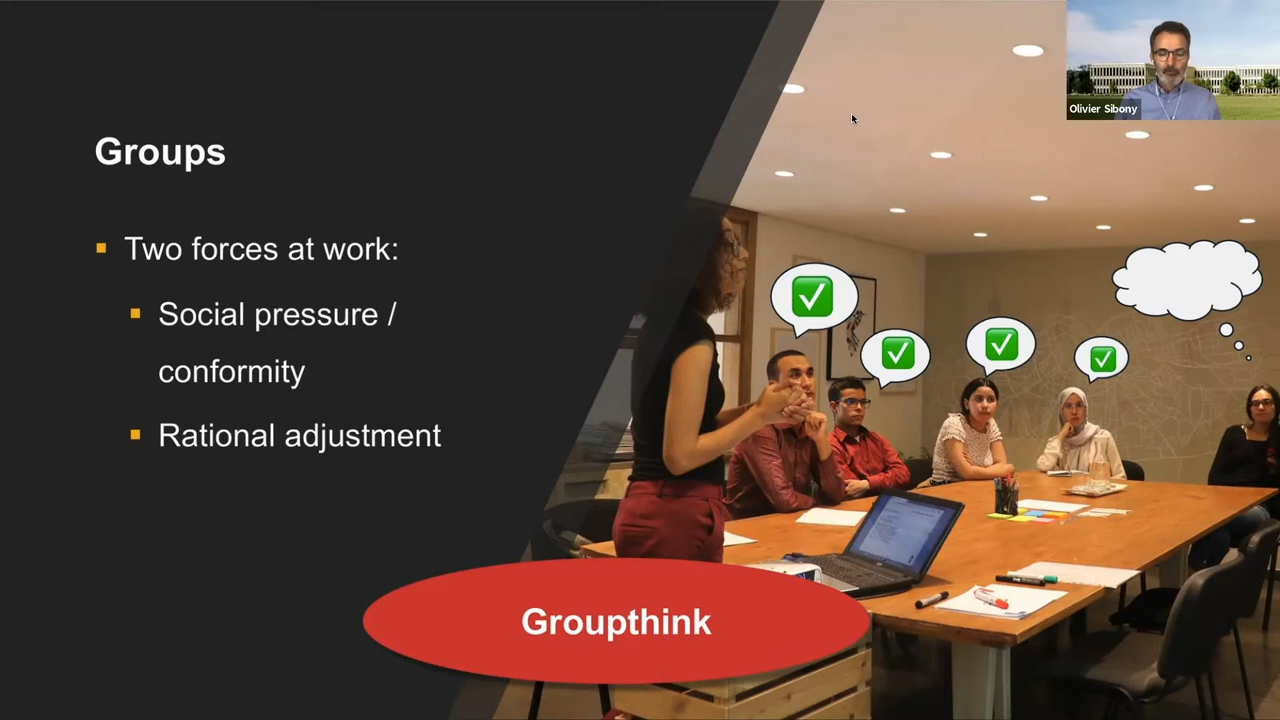 Olivier Sibony
Groups
Two forces at work:
Social pressure /
conformity
Rational adjustment
Groupthink